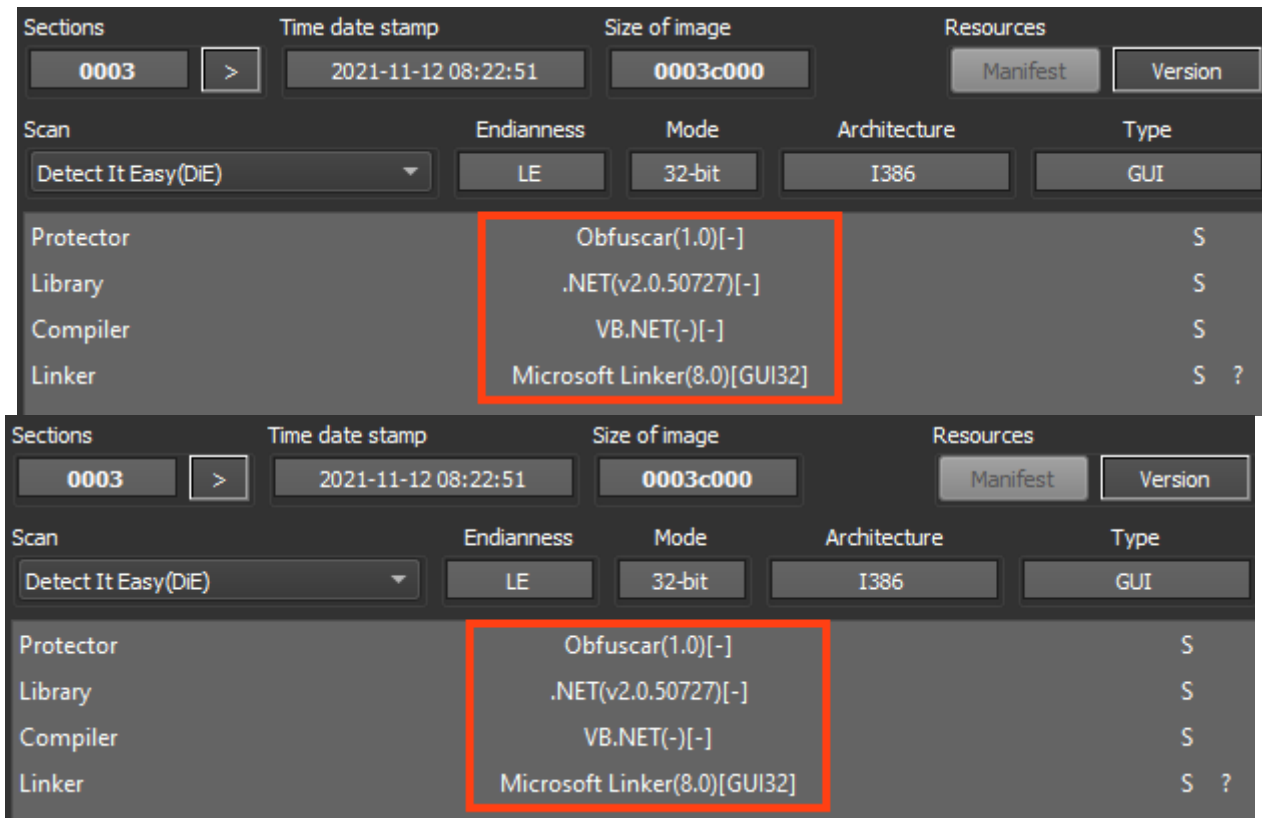 Sections Time date stamp Size of image Resources
0003 > 2021-11-12 08:22:51 0003c000 Manifest Version
Scan Endianness Mode Architecture Type
Detect It Easy(DiE) LE 32-bit I386 GUI
Protector Obfuscar(1.0)[-] S
Library .NET(v2.0.50727)[-] S
Compiler VB.NET(-)[-] S
Linker Microsoft Linker(8.0)[GUI32] S ?
Sections Time date stamp Size of image Resources
0003 > 2021-11-12 08:22:51 0003c000 Manifest Version
Scan Endianness Mode Architecture Type
Detect It Easy(DiE) LE 32-bit I386 GUI
Protector Obfuscar(1.0)[-] S
Library .NET(v2.0.50727)[-] S
Compiler VB.NET(-)[-] S
Linker Microsoft Linker(8.0)[GUI32] S ?